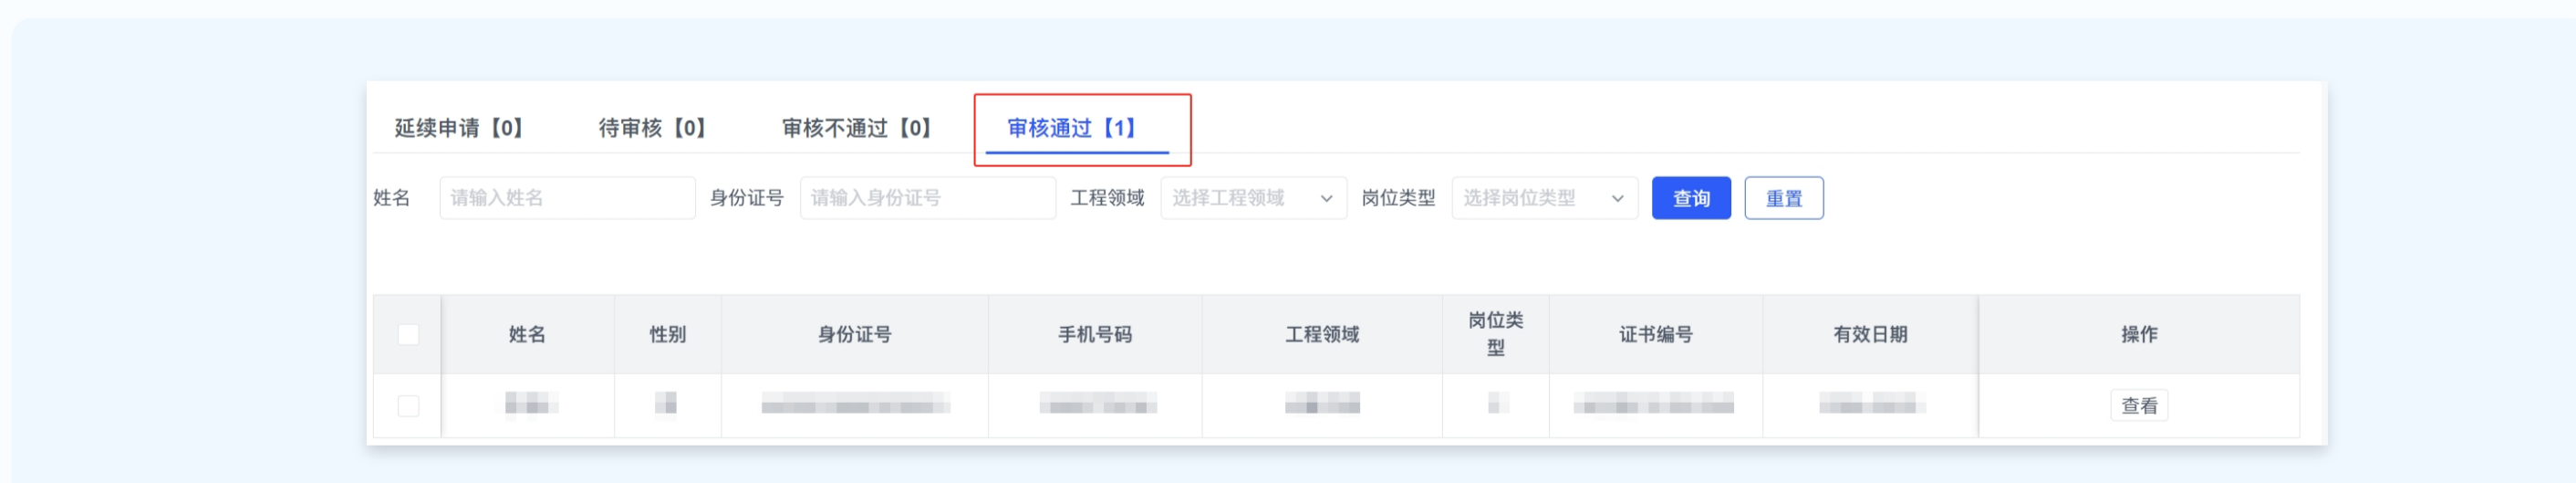 延续申请【0】 待审核【0】 审核不通过【0】 审核通过【1】
姓名 请输入姓名 身份证号 请输入身份证号 工程领域 选择工程领域 岗位类型 选择岗位类型 查询 重置
姓名 性别 身份证号 手机号码 工程领域 岗位类型 证书编号 有效日期 操作
查看